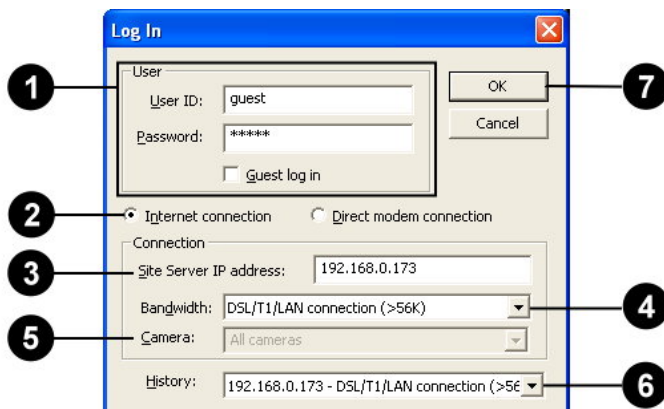 Log In
1
User
User ID: guest
Password: *****
Guest log in
OK
7
Cancel
2
Internet connection
Direct modem connection
Connection
3
Site Server IP address: 192.168.0.173
Bandwidth: DSL/T1/LAN connection (>56K)
4
5
Camera: All cameras
History: 192.168.0.173 - DSL/T1/LAN connection (>56
6